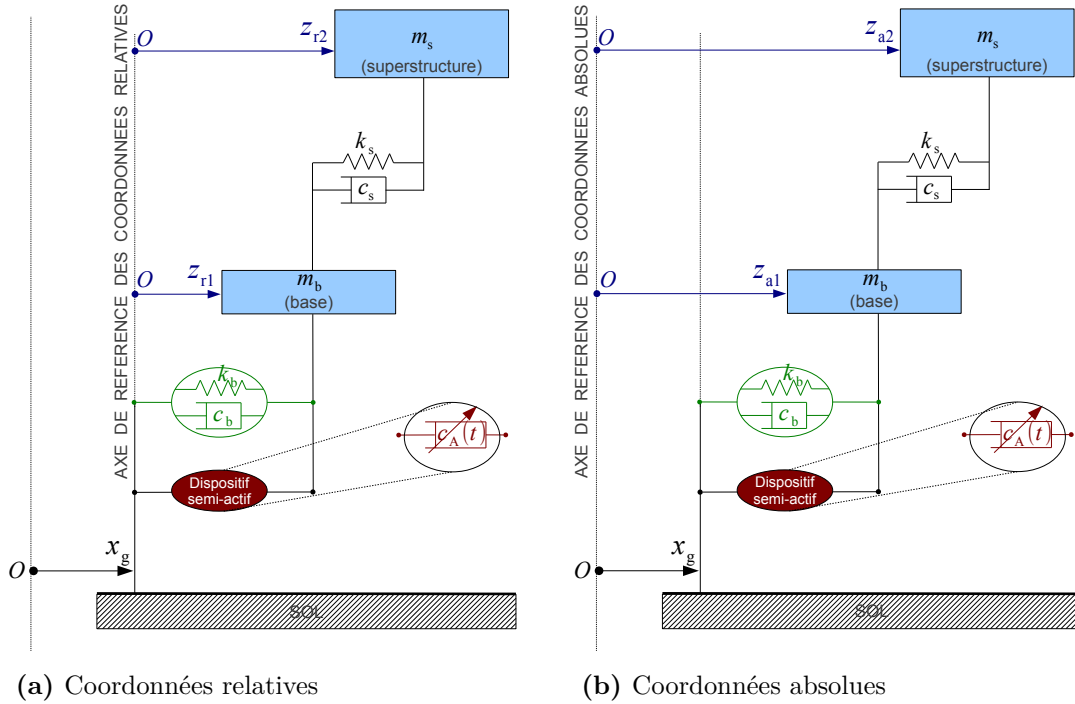 AXE DE REFERENCE DES COORDONNEES RELATIVES
O
z_r2
m_s
(superstructure)
k_s
c_s
O
z_r1
m_b
(base)
k_b
c_b
c_A(t)
Dispositif
semi-actif
O
x_g
SOL
(a) Coordonnées relatives
AXE DE REFERENCE DES COORDONNEES ABSOLUES
O
z_a2
m_s
(superstructure)
k_s
c_s
O
z_a1
m_b
(base)
k_b
c_b
c_A(t)
Dispositif
semi-actif
O
x_g
SOL
(b) Coordonnées absolues